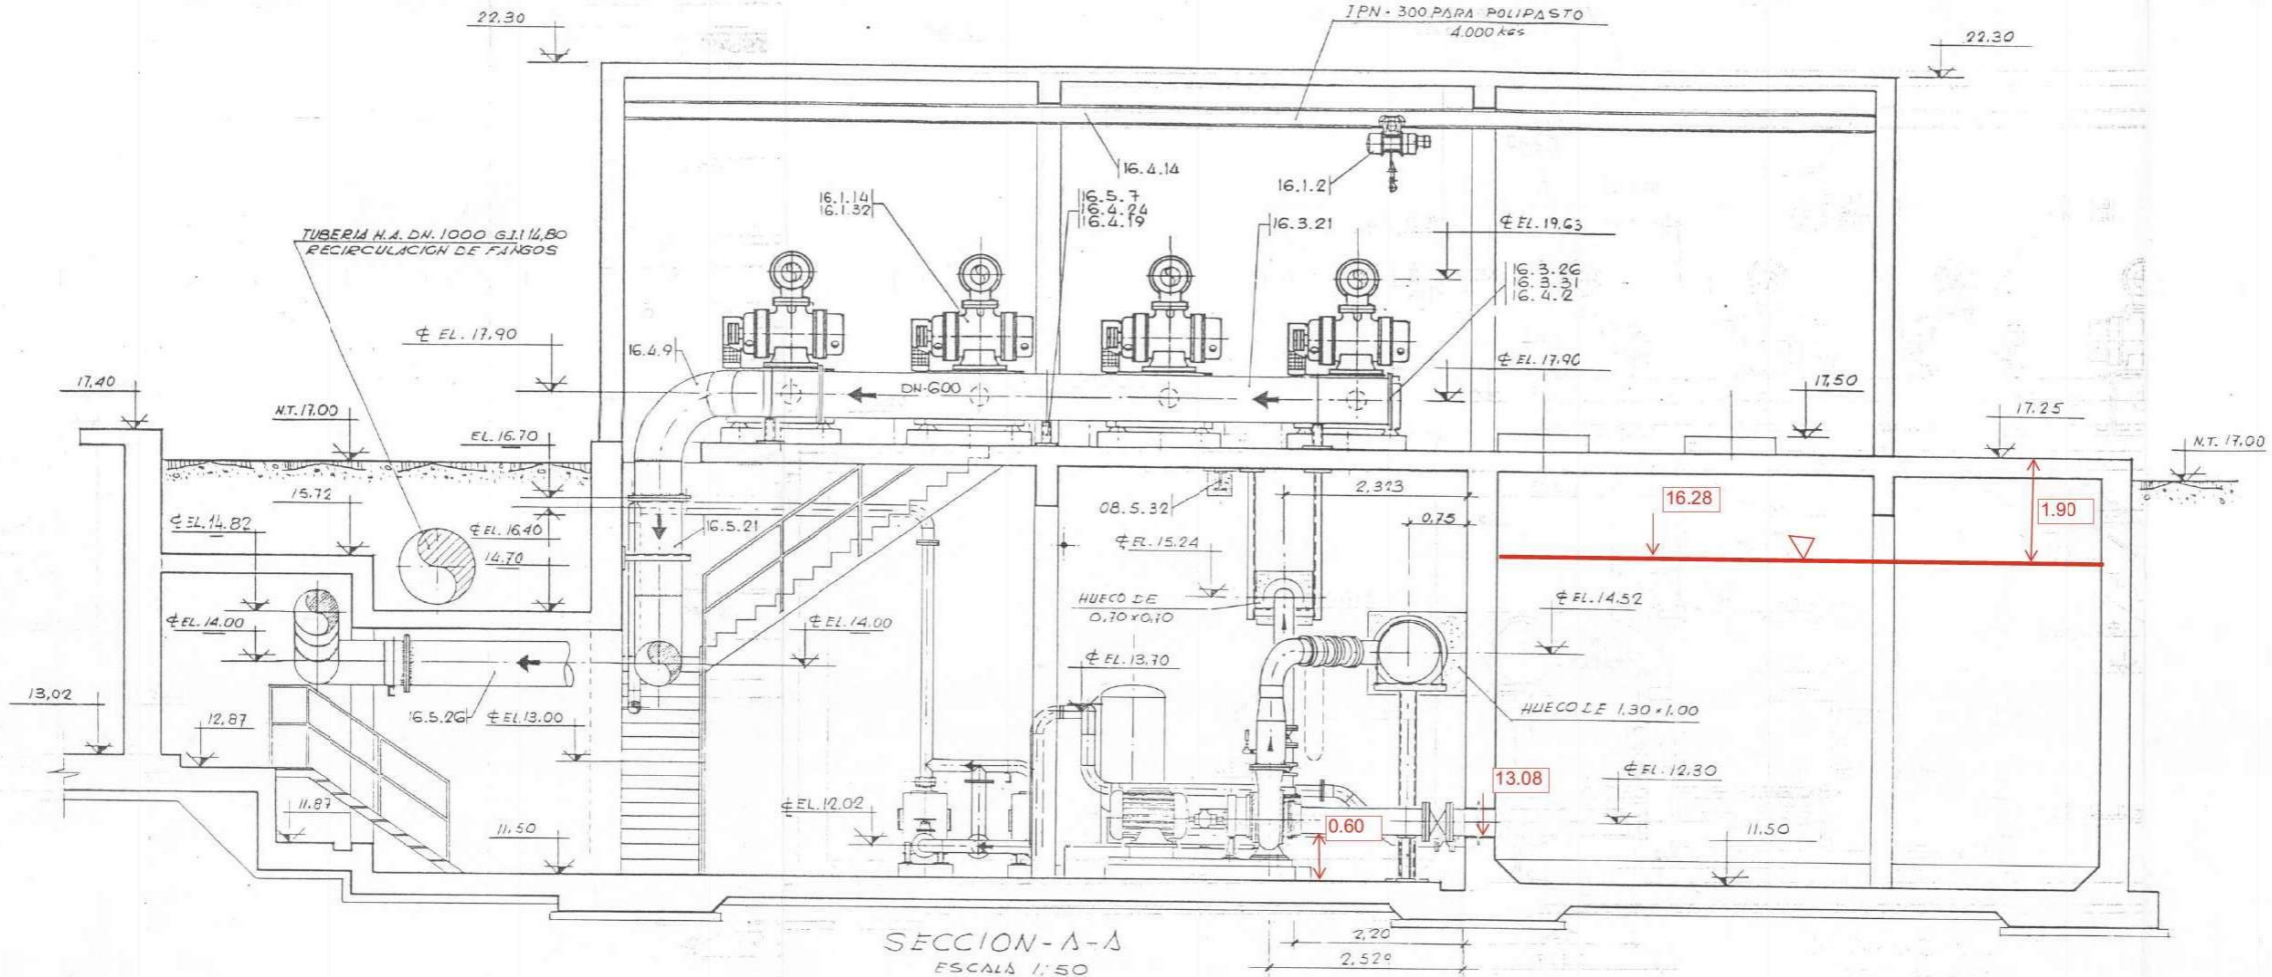 IPN-300 PARA POLIPASTO
4.000 KGS
22.30
22.30
16.4.14
16.1.2
16.1.14
16.1.32
16.5.7
16.4.24
16.4.19
16.3.21
℄ EL. 19.63
TUBERIA H.A. DN. 1000
RECIRCULACION DE FANGOS
16.3.26
16.3.31
16.4.2
℄ EL. 17.90
16.4.9
℄ EL. 17.90
DN-600
17,40
17,50
N.T. 17.00
17.25
EL. 16.70
N.T. 17.00
15.72
2,323
16.28
08.5.32
1.90
℄ EL. 14.82
16.5.21
0,75
℄ EL. 16.40
℄ EL. 15.24
14.70
HUECO DE
0,70 x 0,70
℄ EL. 14.52
℄ EL. 14.00
℄ EL. 14.00
℄ EL. 13.70
13,02
16.5.26
℄ EL. 13.00
HUECO DE 1.30 x 1.00
12.87
13.08
℄ EL. 12.30
11.87
℄ EL. 12.02
11.50
0.60
11.50
SECCION-A-A
ESCALA 1:50
2,20
2,529